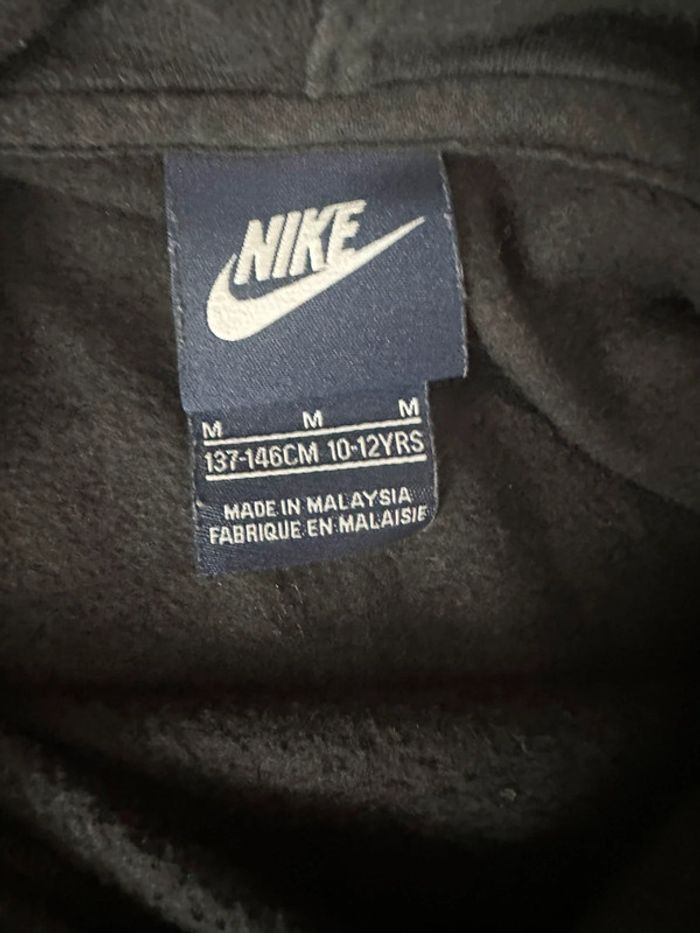 NIKE
M M M
137-146CM 10-12YRS
MADE IN MALAYSIA
FABRIQUE EN MALAISIE